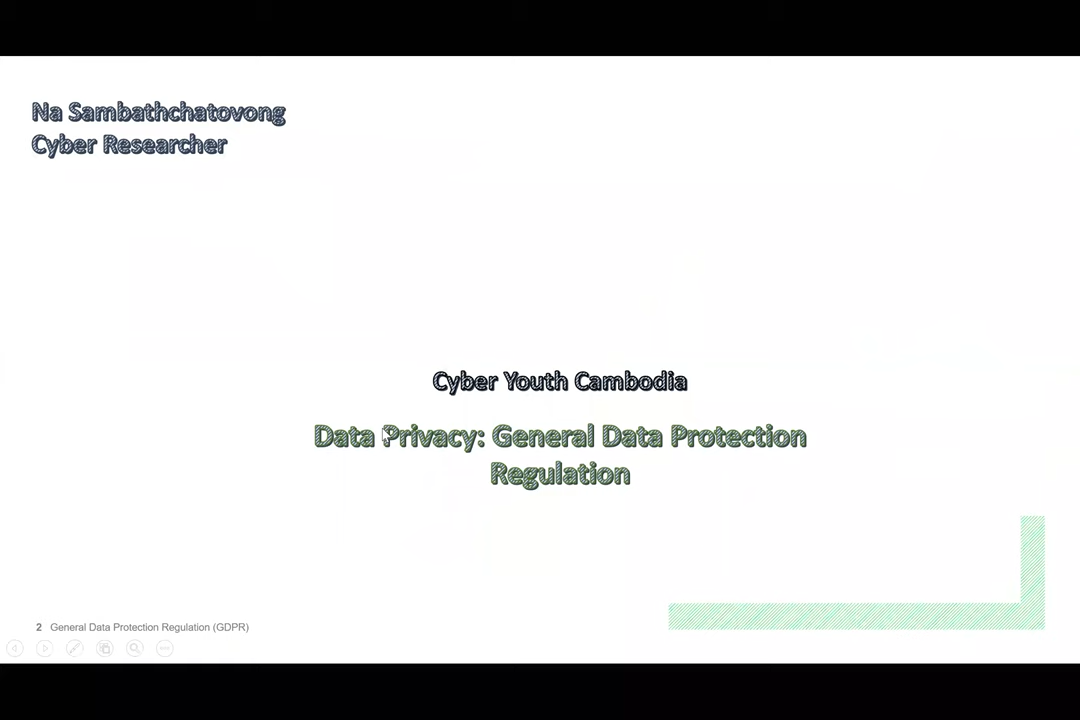 Na Sambathchatovong
Cyber Researcher
Cyber Youth Cambodia
Data Privacy: General Data Protection
Regulation
2 General Data Protection Regulation (GDPR)